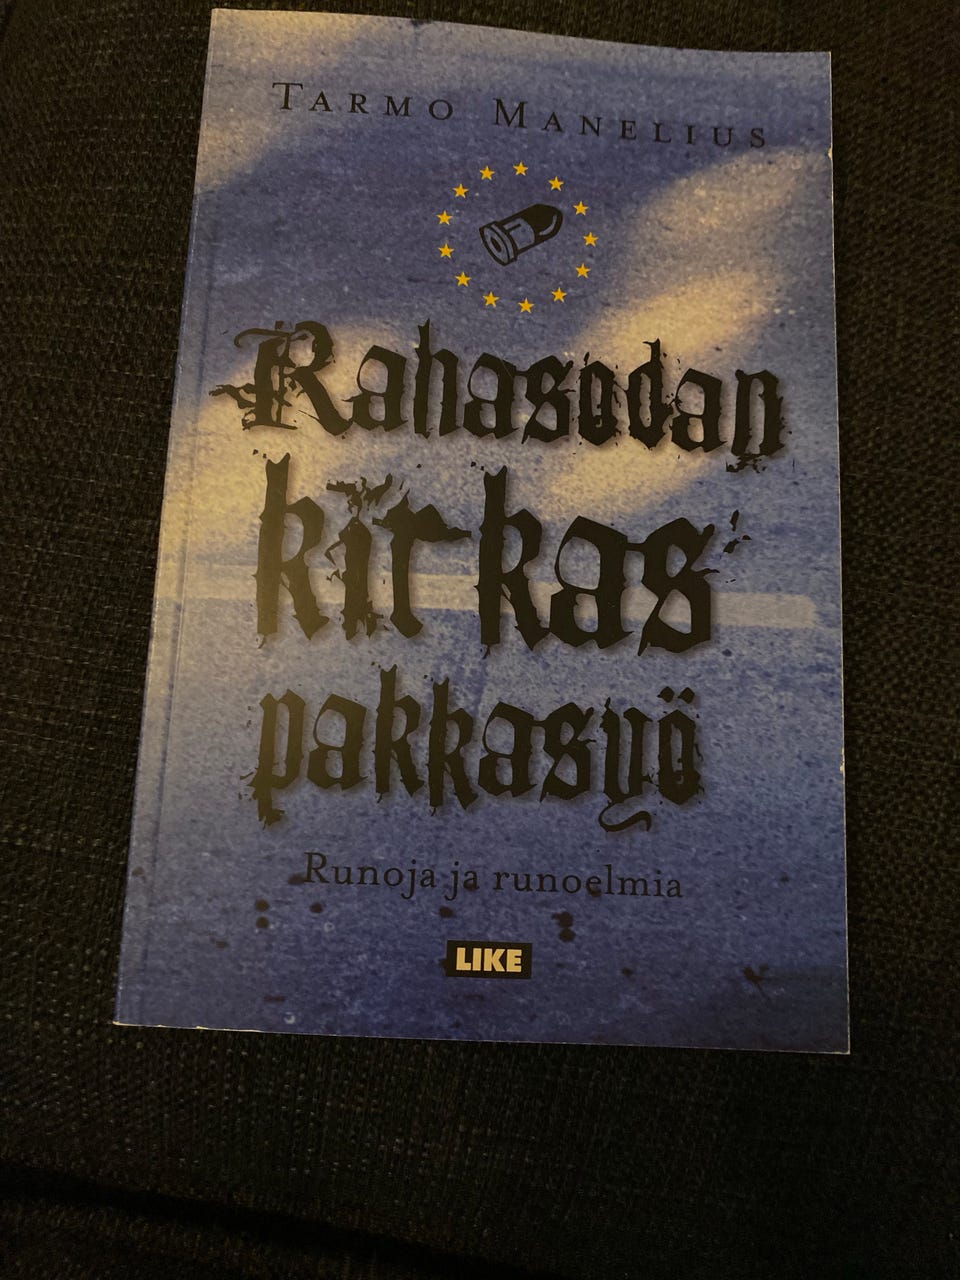 TARMO MANELIUS
Rahasodan
kirkas
pakkasyö
Runoja ja runoelmia
LIKE